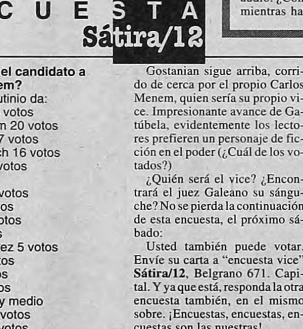 C U E S T A
Sátira/12
mientras ha
el candidato a
em?
utinio da:
votos
n 20 votos
7 votos
ch 16 votos
votos
votos
os
otos
s
ez 5 votos
tos
os
os
y medio
votos
votos
Gostanian sigue arriba, corri-
do de cerca por el propio Carlos
Menem, quien sería su propio vi-
ce. Impresionante avance de Ga-
túbela, evidentemente los lecto-
res prefieren un personaje de fic-
ción en el poder (¿Cuál de los vo-
tados?)
¿Quién será el vice? ¿Encon-
trará el juez Galeano su sángu-
che? No se pierda la continuación
de esta encuesta, el próximo sá-
bado:
Usted también puede votar.
Envíe su carta a "encuesta vice"
Sátira/12, Belgrano 671. Capi-
tal. Y ya que está, responda la otra
encuesta también, en el mismo
sobre. ¡Encuestas, encuestas, en-
cuestas son las nuestras!